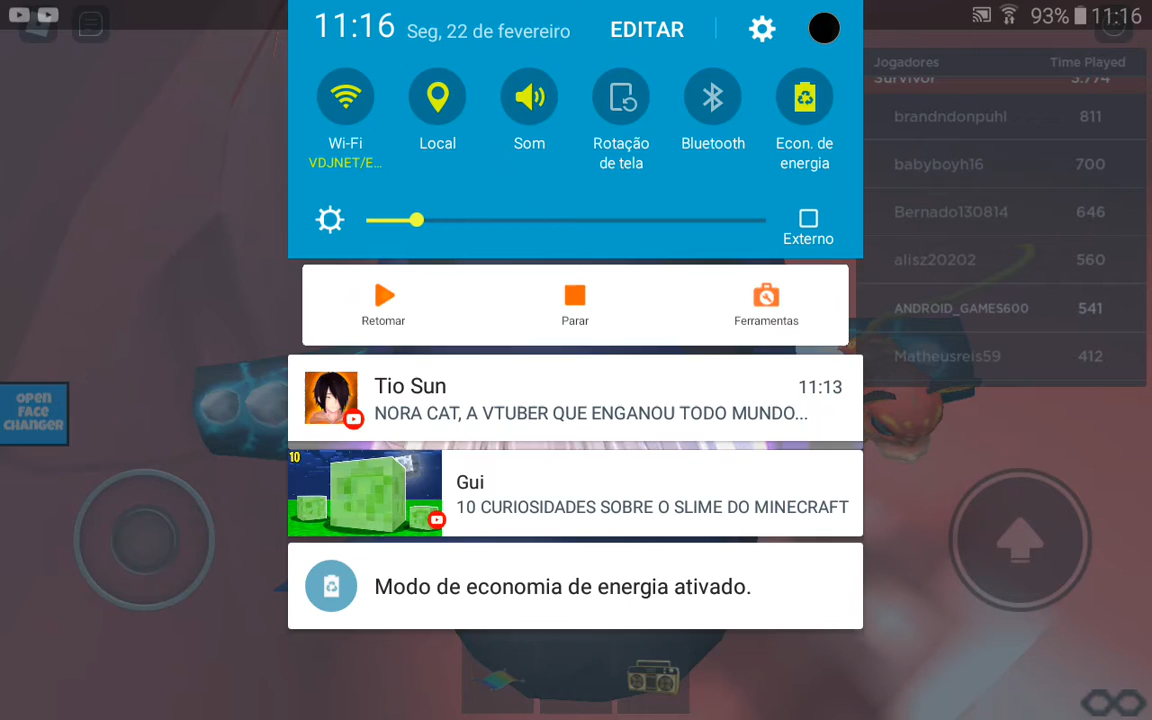 11:16 Seg, 22 de fevereiro EDITAR
93% 11:16
Wi-Fi
VDJNET/E...
Local
Som
Rotação
de tela
Bluetooth
Econ. de
energia
Externo
Retomar
Parar
Ferramentas
Tio Sun 11:13
NORA CAT, A VTUBER QUE ENGANOU TODO MUNDO...
10
Gui
10 CURIOSIDADES SOBRE O SLIME DO MINECRAFT
Modo de economia de energia ativado.
Jogadores Time Played
Survivor 3.774
brandndonpuhl 811
babyboyh16 700
Bernado130814 646
alisz20202 560
ANDROID_GAMES600 541
Matheusreis59 412
OPEN
FACE
CHANGER